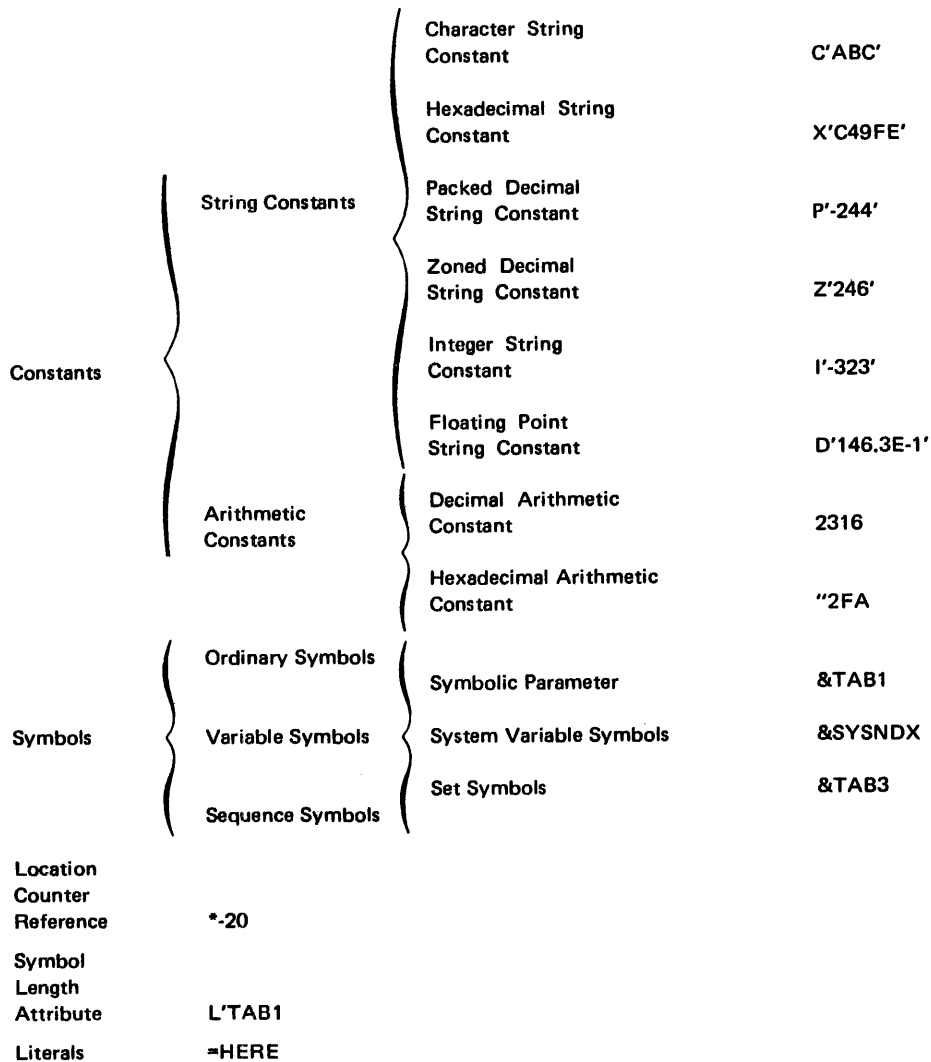 Character String
Constant C'ABC'
Hexadecimal String
Constant X'C49FE'
String Constants
Packed Decimal
String Constant P'-244'
Zoned Decimal
String Constant Z'246'
Integer String
Constant I'-323'
Constants
Floating Point
String Constant D'146.3E-1'
Arithmetic
Constants
Decimal Arithmetic
Constant 2316
Hexadecimal Arithmetic
Constant "2FA
Ordinary Symbols
Symbolic Parameter &TAB1
Symbols Variable Symbols System Variable Symbols &SYSNDX
Set Symbols &TAB3
Sequence Symbols
Location
Counter
Reference *-20
Symbol
Length
Attribute L'TAB1
Literals =HERE